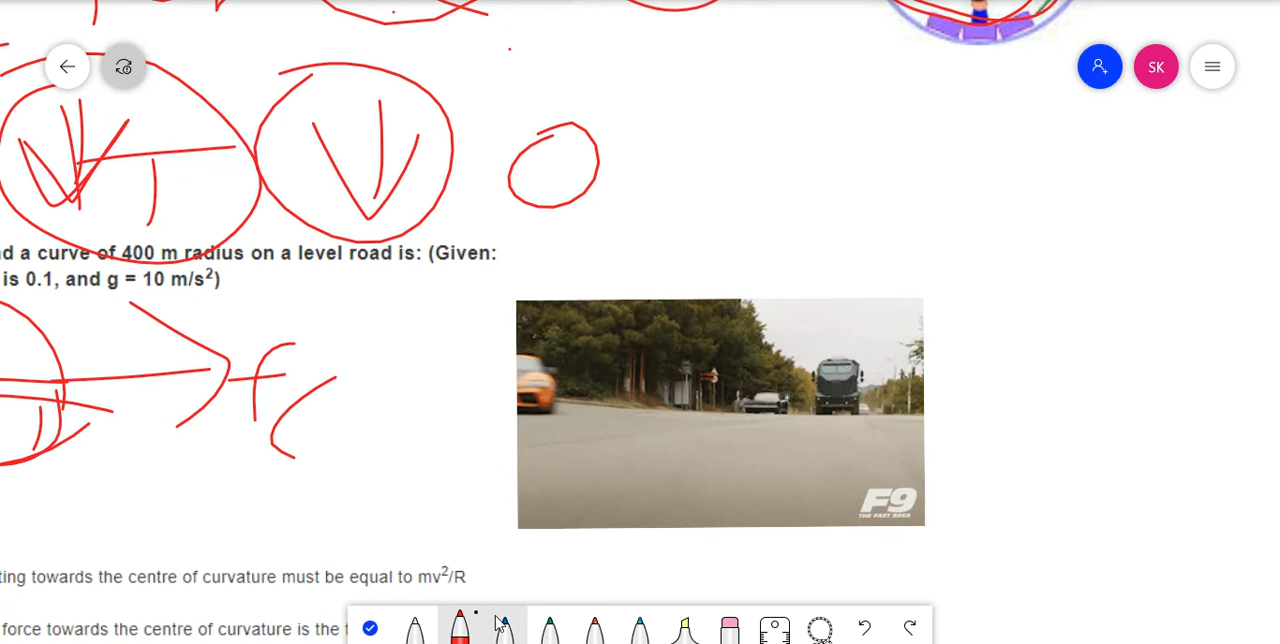 SK
nd a curve of 400 m radius on a level road is: (Given:
is 0.1, and g = 10 m/s²)
fc
F9
THE FAST SAGA
ting towards the centre of curvature must be equal to mv²/R
force towards the centre of curvature is the